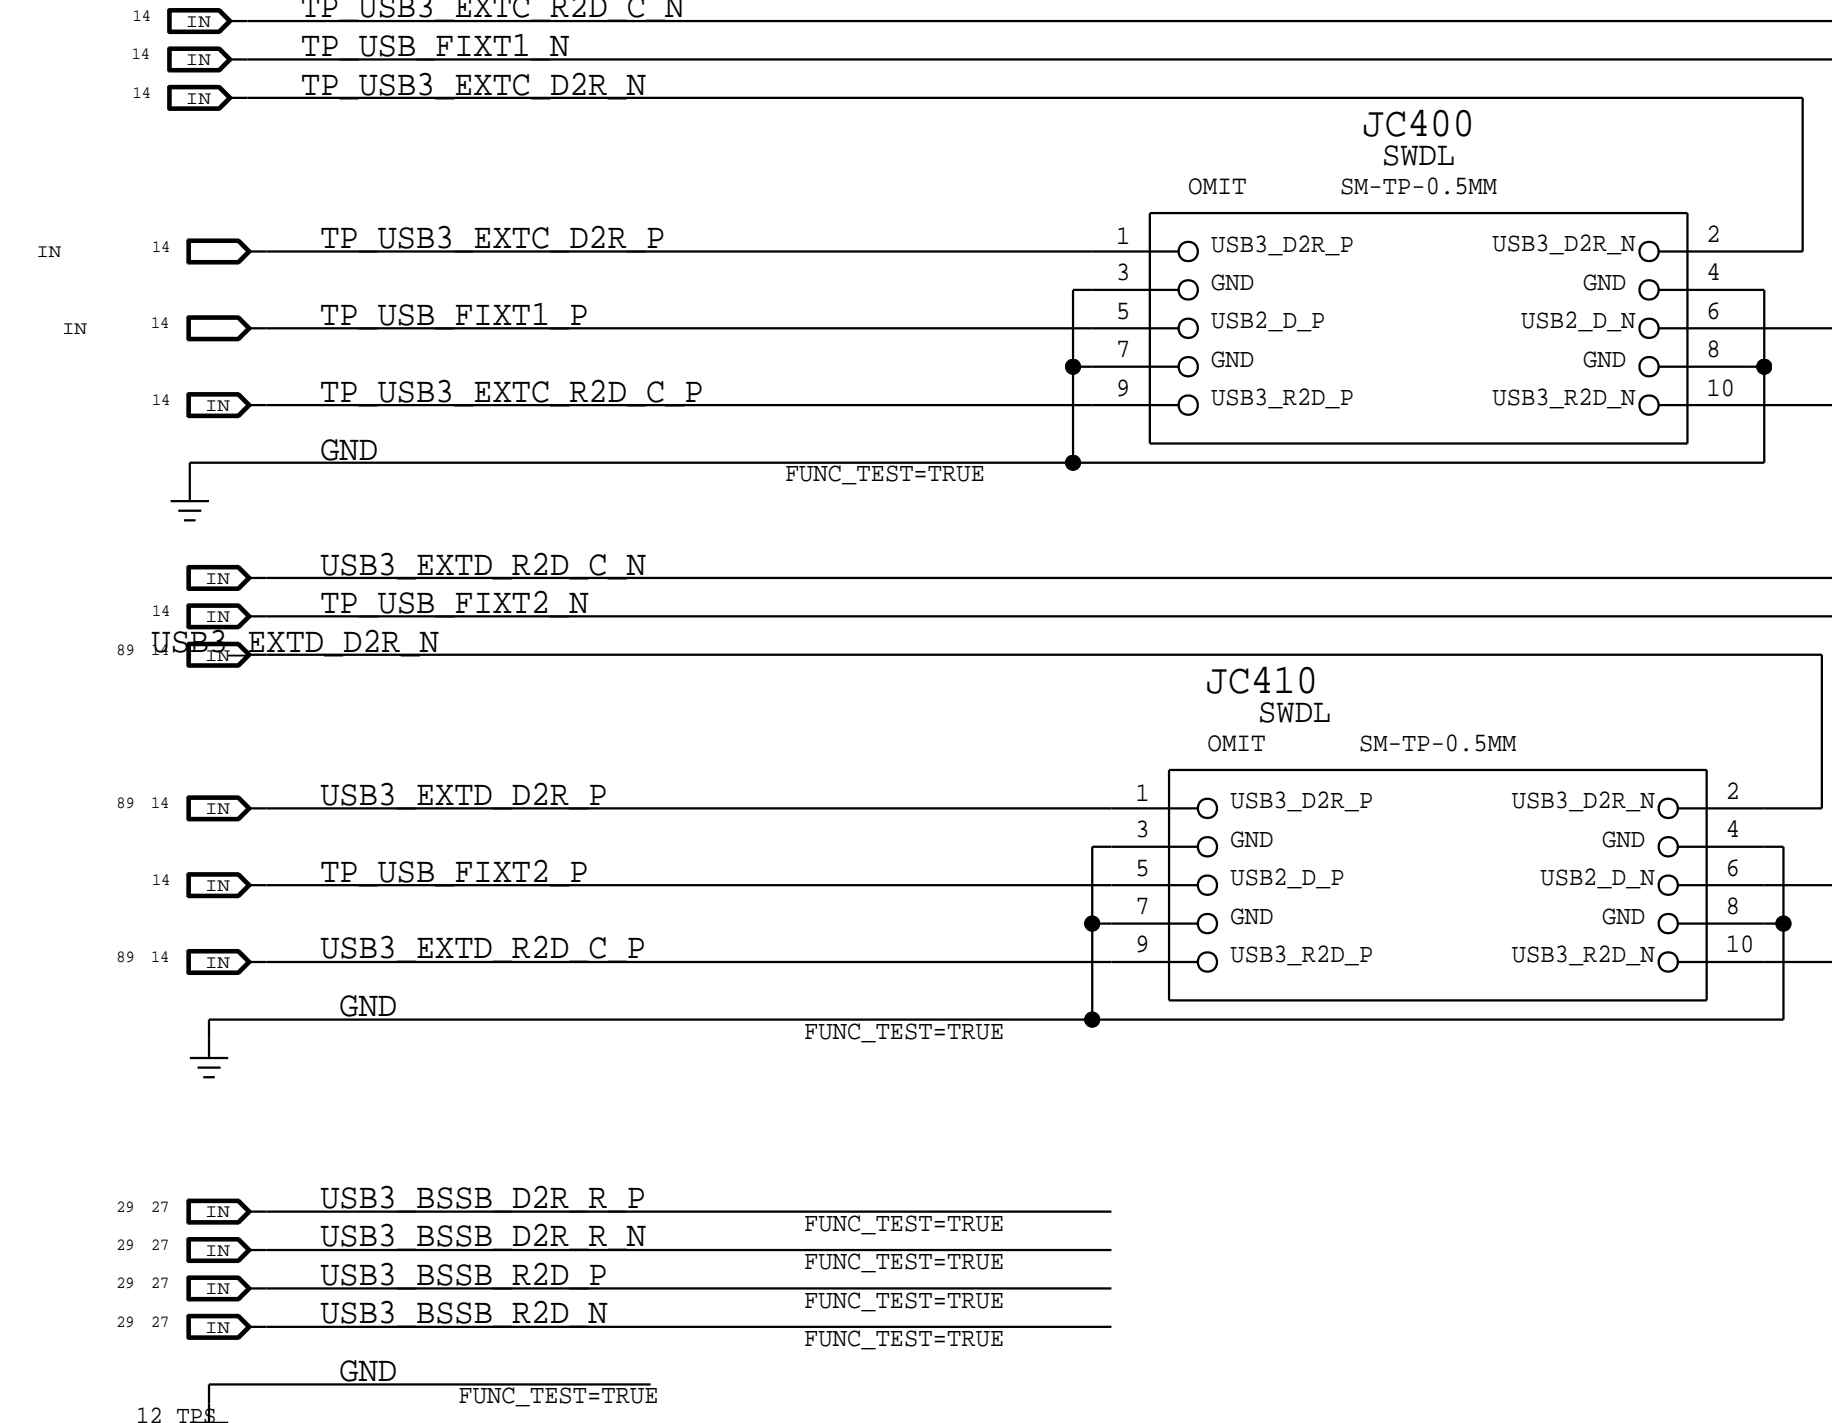 14 IN TP_USB3_EXTC_R2D_C_N
14 IN TP_USB_FIXT1_N
14 IN TP_USB3_EXTC_D2R_N
JC400
SWDL
OMIT SM-TP-0.5MM
IN 14 TP_USB3_EXTC_D2R_P 1 USB3_D2R_P USB3_D2R_N 2
3 GND GND 4
IN 14 TP_USB_FIXT1_P 5 USB2_D_P USB2_D_N 6
7 GND GND 8
14 IN TP_USB3_EXTC_R2D_C_P 9 USB3_R2D_P USB3_R2D_N 10
GND
FUNC_TEST=TRUE
IN USB3_EXTD_R2D_C_N
14 IN TP_USB_FIXT2_N
89 14 IN USB3_EXTD_D2R_N
JC410
SWDL
OMIT SM-TP-0.5MM
89 14 IN USB3_EXTD_D2R_P 1 USB3_D2R_P USB3_D2R_N 2
3 GND GND 4
14 IN TP_USB_FIXT2_P 5 USB2_D_P USB2_D_N 6
7 GND GND 8
89 14 IN USB3_EXTD_R2D_C_P 9 USB3_R2D_P USB3_R2D_N 10
GND
FUNC_TEST=TRUE
29 27 IN USB3_BSSB_D2R_R_P
FUNC_TEST=TRUE
29 27 IN USB3_BSSB_D2R_R_N
FUNC_TEST=TRUE
29 27 IN USB3_BSSB_R2D_P
FUNC_TEST=TRUE
29 27 IN USB3_BSSB_R2D_N
FUNC_TEST=TRUE
GND
FUNC_TEST=TRUE
12 TPS